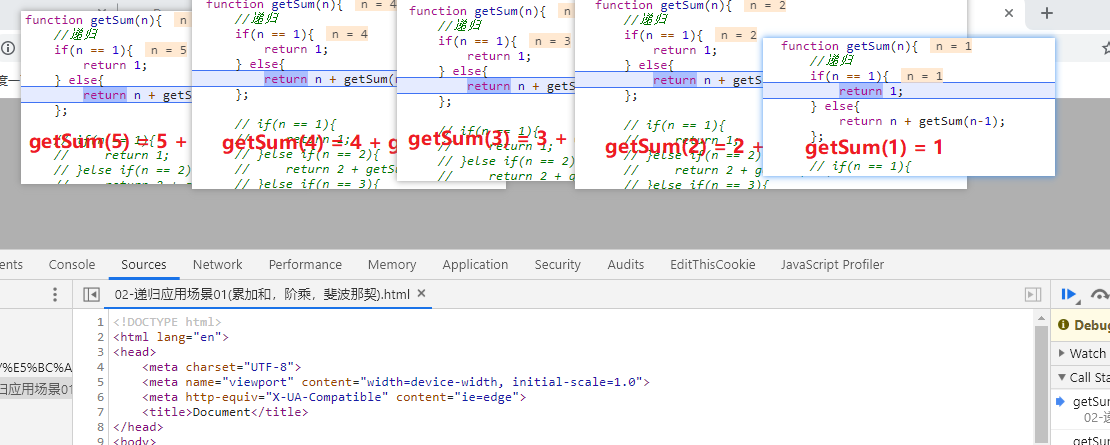 function getSum(n){ n = 5
//递归
if(n == 1){ n = 5
return 1;
} else{
return n + getS
};
// if(n == 1){
getSum(5) = 5 +
// return 1;
// }else if(n == 2)
// return 2 + get
n = 4
//递归
if(n == 1){ n = 4
return 1;
} else{
return n + getSum(n
};
// if(n == 1){
getSum(4) = 4 + g
// return 1;
// }else if(n == 2){
// return 2 + getS
// }else if(n == 3){
function getSum(n){ n = 3
//递归
if(n == 1){ n = 3
return 1;
} else{
return n + getSu
};
// if(n == 1){
getSum(3) = 3 +
// return 1;
// }else if(n == 2){
// return 2 + g
function getSum(n){ n = 2
//递归
if(n == 1){ n = 2
return 1;
} else{
return n + getS
};
// if(n == 1){
// return 1;
getSum(2) = 2 +
// }else if(n == 2){
// return 2 + g
// }else if(n == 3){
function getSum(n){ n = 1
//递归
if(n == 1){ n = 1
return 1;
} else{
return n + getSum(n-1);
};
getSum(1) = 1
// if(n == 1){
度一
ents Console Sources Network Performance Memory Application Security Audits EditThisCookie JavaScript Profiler
02-递归应用场景01(累加和，阶乘，斐波那契).html ×
1 <!DOCTYPE html>
2 <html lang="en">
3 <head>
4 <meta charset="UTF-8">
5 <meta name="viewport" content="width=device-width, initial-scale=1.0">
6 <meta http-equiv="X-UA-Compatible" content="ie=edge">
7 <title>Document</title>
8 </head>
9 <body>
/%E5%BC%A
归应用场景01
Debug
Watch
Call Sta
getSum
02-递
getSum